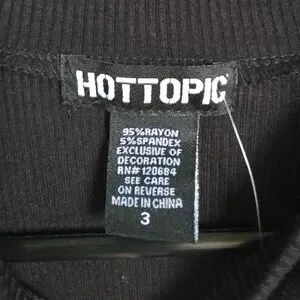 HOTTOPIC
95%RAYON
5%SPANDEX
EXCLUSIVE OF
DECORATION
RN# 120684
SEE CARE
ON REVERSE
MADE IN CHINA
3